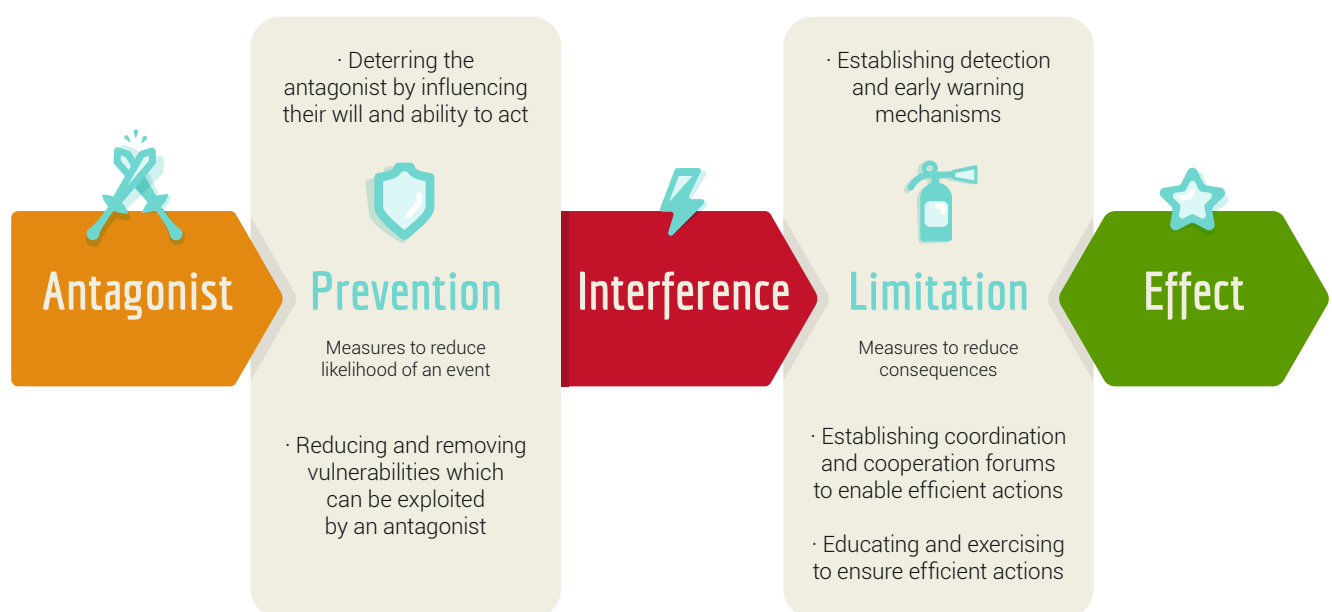 Antagonist
· Deterring the
antagonist by influencing
their will and ability to act
Prevention
Measures to reduce
likelihood of an event
· Reducing and removing
vulnerabilities which
can be exploited
by an antagonist
Interference
· Establishing detection
and early warning
mechanisms
Limitation
Measures to reduce
consequences
· Establishing coordination
and cooperation forums
to enable efficient actions
· Educating and exercising
to ensure efficient actions
Effect